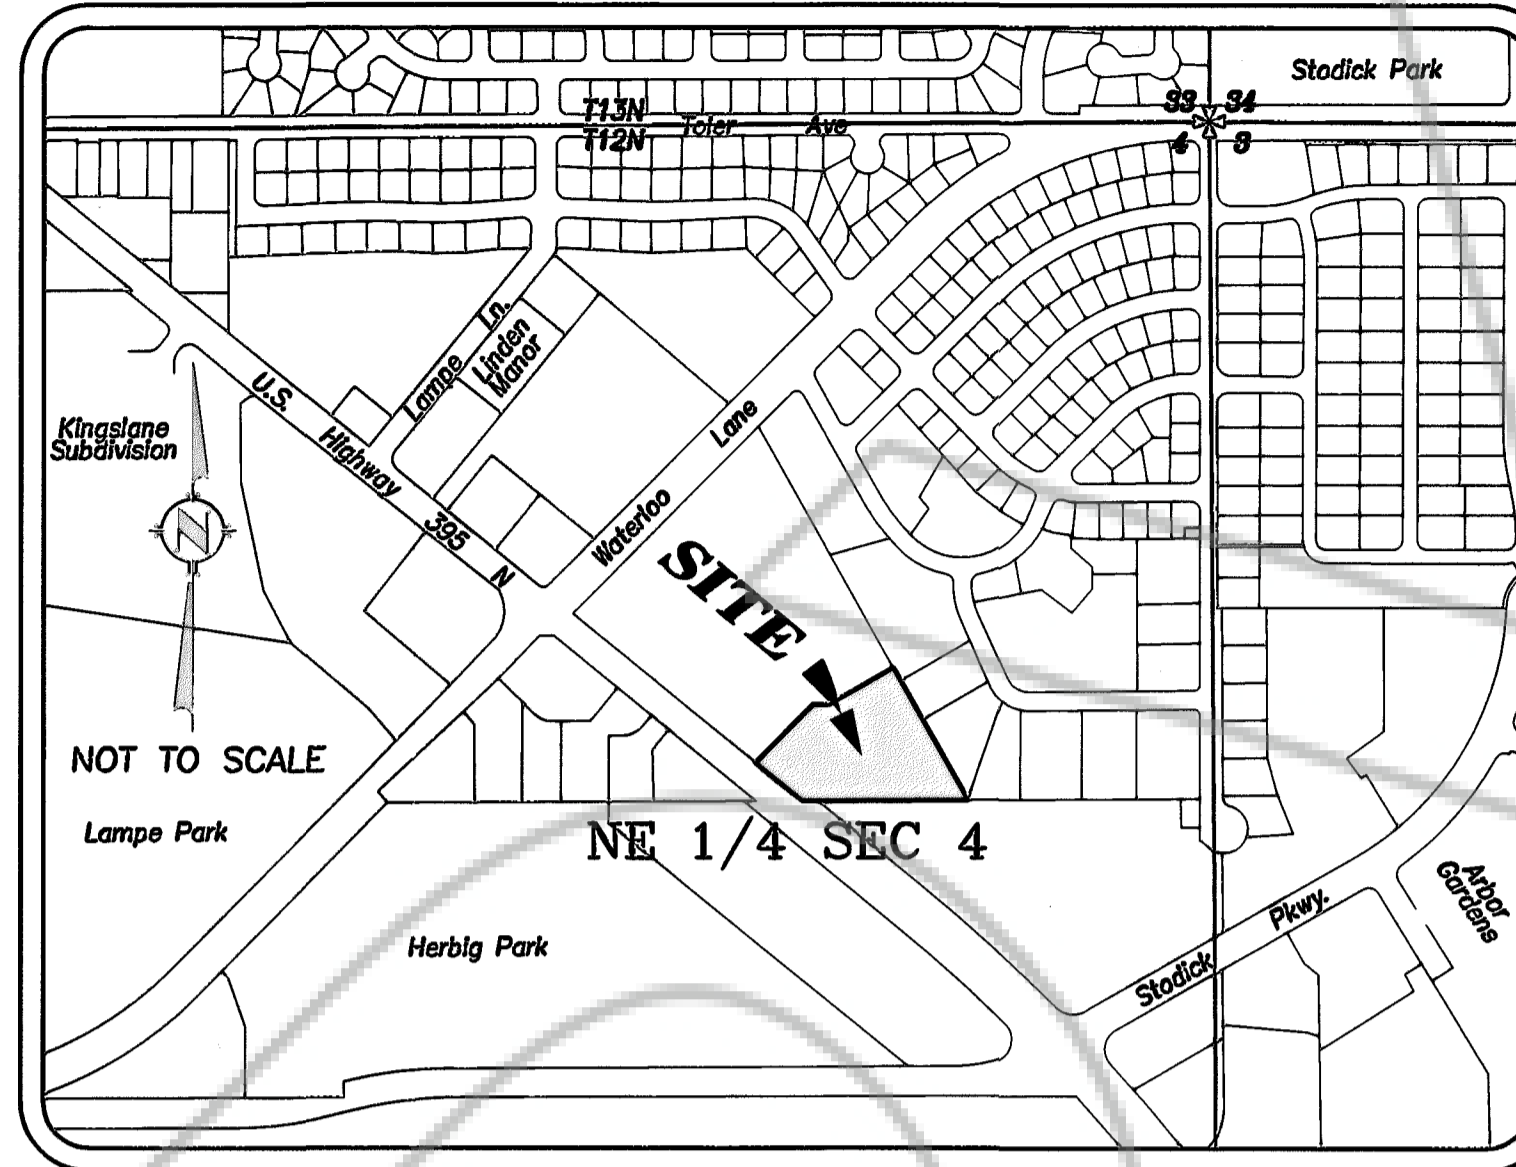 Stodick Park
33 34
T13N
Toler Ave
T12N
4 3
Ln.
Lampe
Linden
Manor
U.S.
Highway
395
N
Lane
Waterloo
Kingslane
Subdivision
N
SITE
NOT TO SCALE
Lampe Park
NE 1/4 SEC 4
Herbig Park
Stodick Pkwy.
Arbor
Gardens